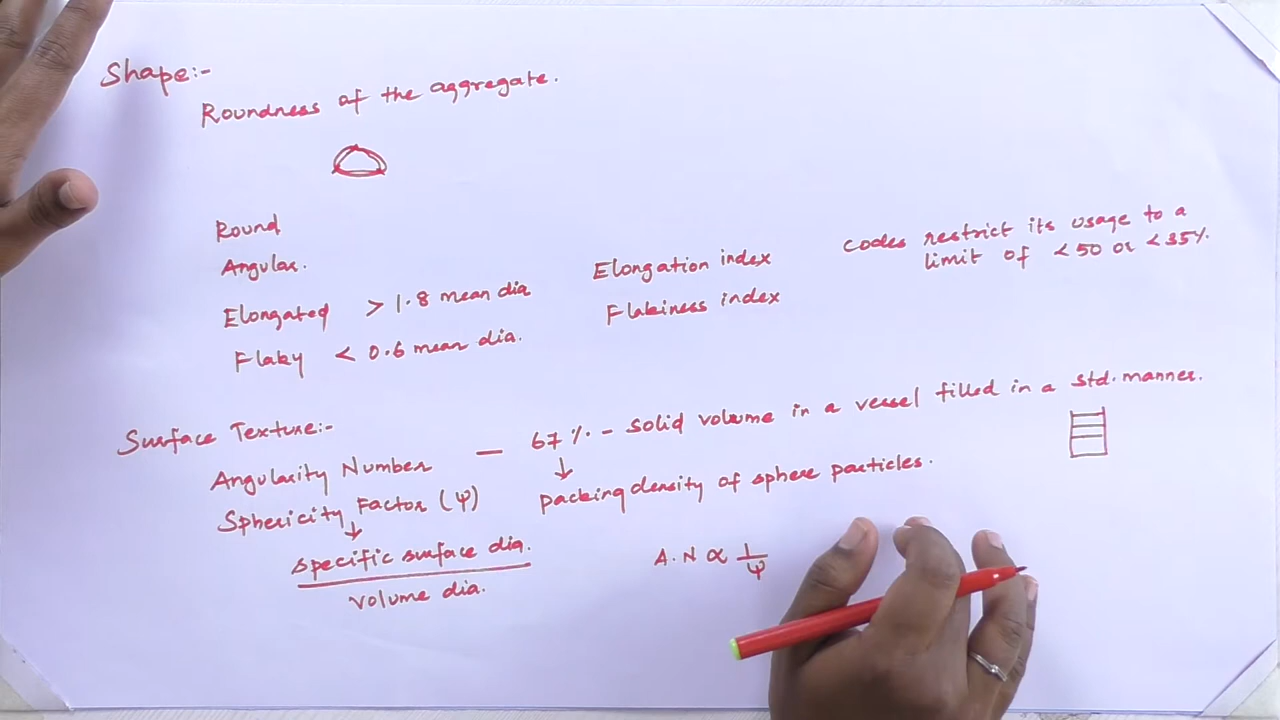 Shape:-
Roundness of the aggregate.
Round
Angular.
Elongated > 1.8 mean dia
Flaky < 0.6 mean dia.
Elongation index
Flakiness index
codes restrict its usage to a
limit of < 50 or < 35%.
Surface Texture:-
Angularity Number — 67% - solid volume in a vessel filled in a std. manner.
↓
packing density of sphere particles.
Sphericity Factor (Ψ)
↓
specific surface dia.
volume dia.
A.N ∝ 1/Ψ